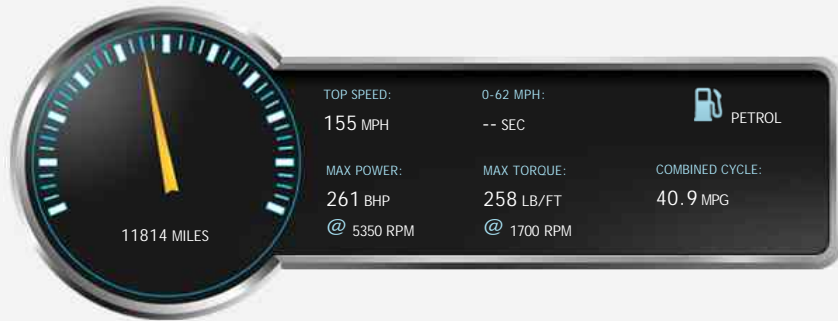 TOP SPEED:
155 MPH
0-62 MPH:
-- SEC
PETROL
MAX POWER:
261 BHP
@ 5350 RPM
MAX TORQUE:
258 LB/FT
@ 1700 RPM
COMBINED CYCLE:
40.9 MPG
11814 MILES